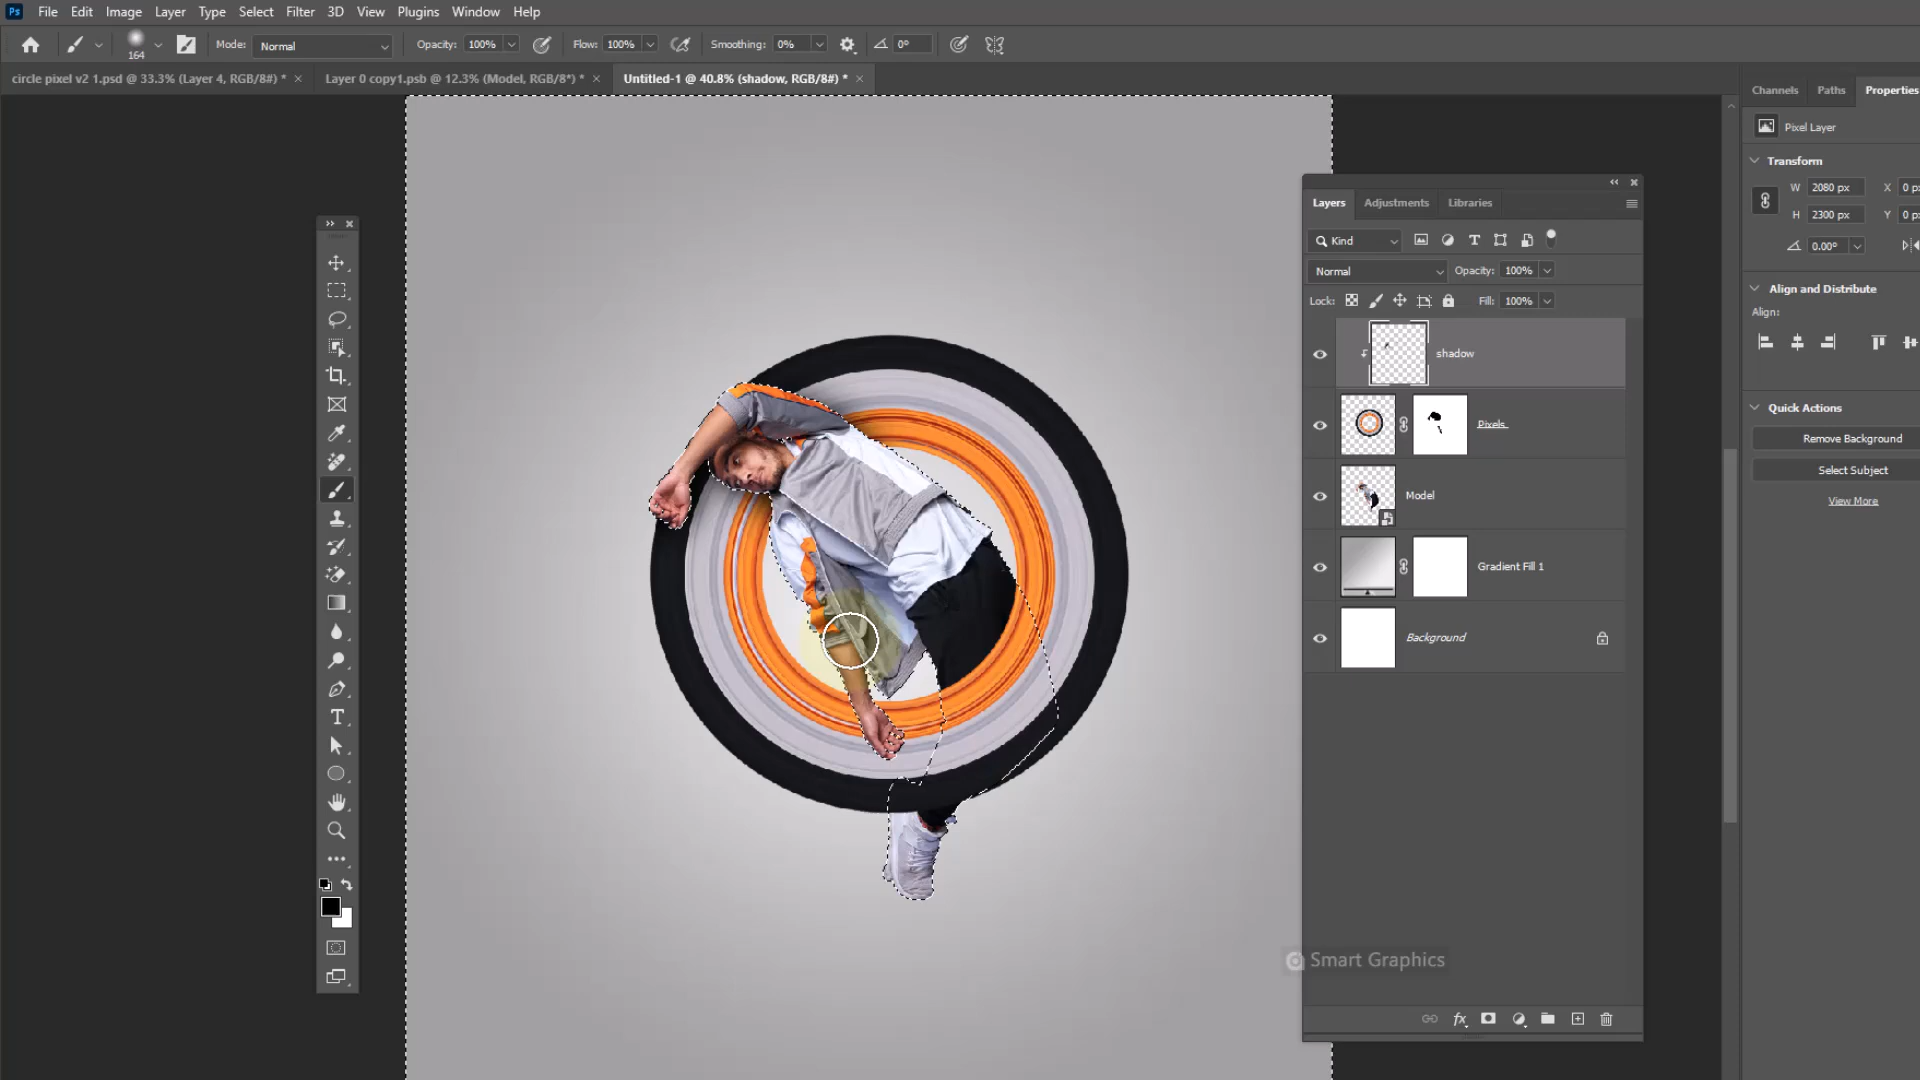 Ps File Edit Image Layer Type Select Filter 3D View Plugins Window Help
164 Mode: Normal Opacity: 100% Flow: 100% Smoothing: 0% 0°
circle pixel v2 1.psd @ 33.3% (Layer 4, RGB/8#) * × Layer 0 copy1.psb @ 12.3% (Model, RGB/8*) * × Untitled-1 @ 40.8% (shadow, RGB/8#) * ×
Channels Paths Properties
Pixel Layer
Transform
W 2080 px X 0 p
H 2300 px Y 0 p
0.00°
Align and Distribute
Align:
Quick Actions
Remove Background
Select Subject
View More
Layers Adjustments Libraries
Kind
Normal Opacity: 100%
Lock: Fill: 100%
shadow
Pixels
Model
Gradient Fill 1
Background
Smart Graphics
fx